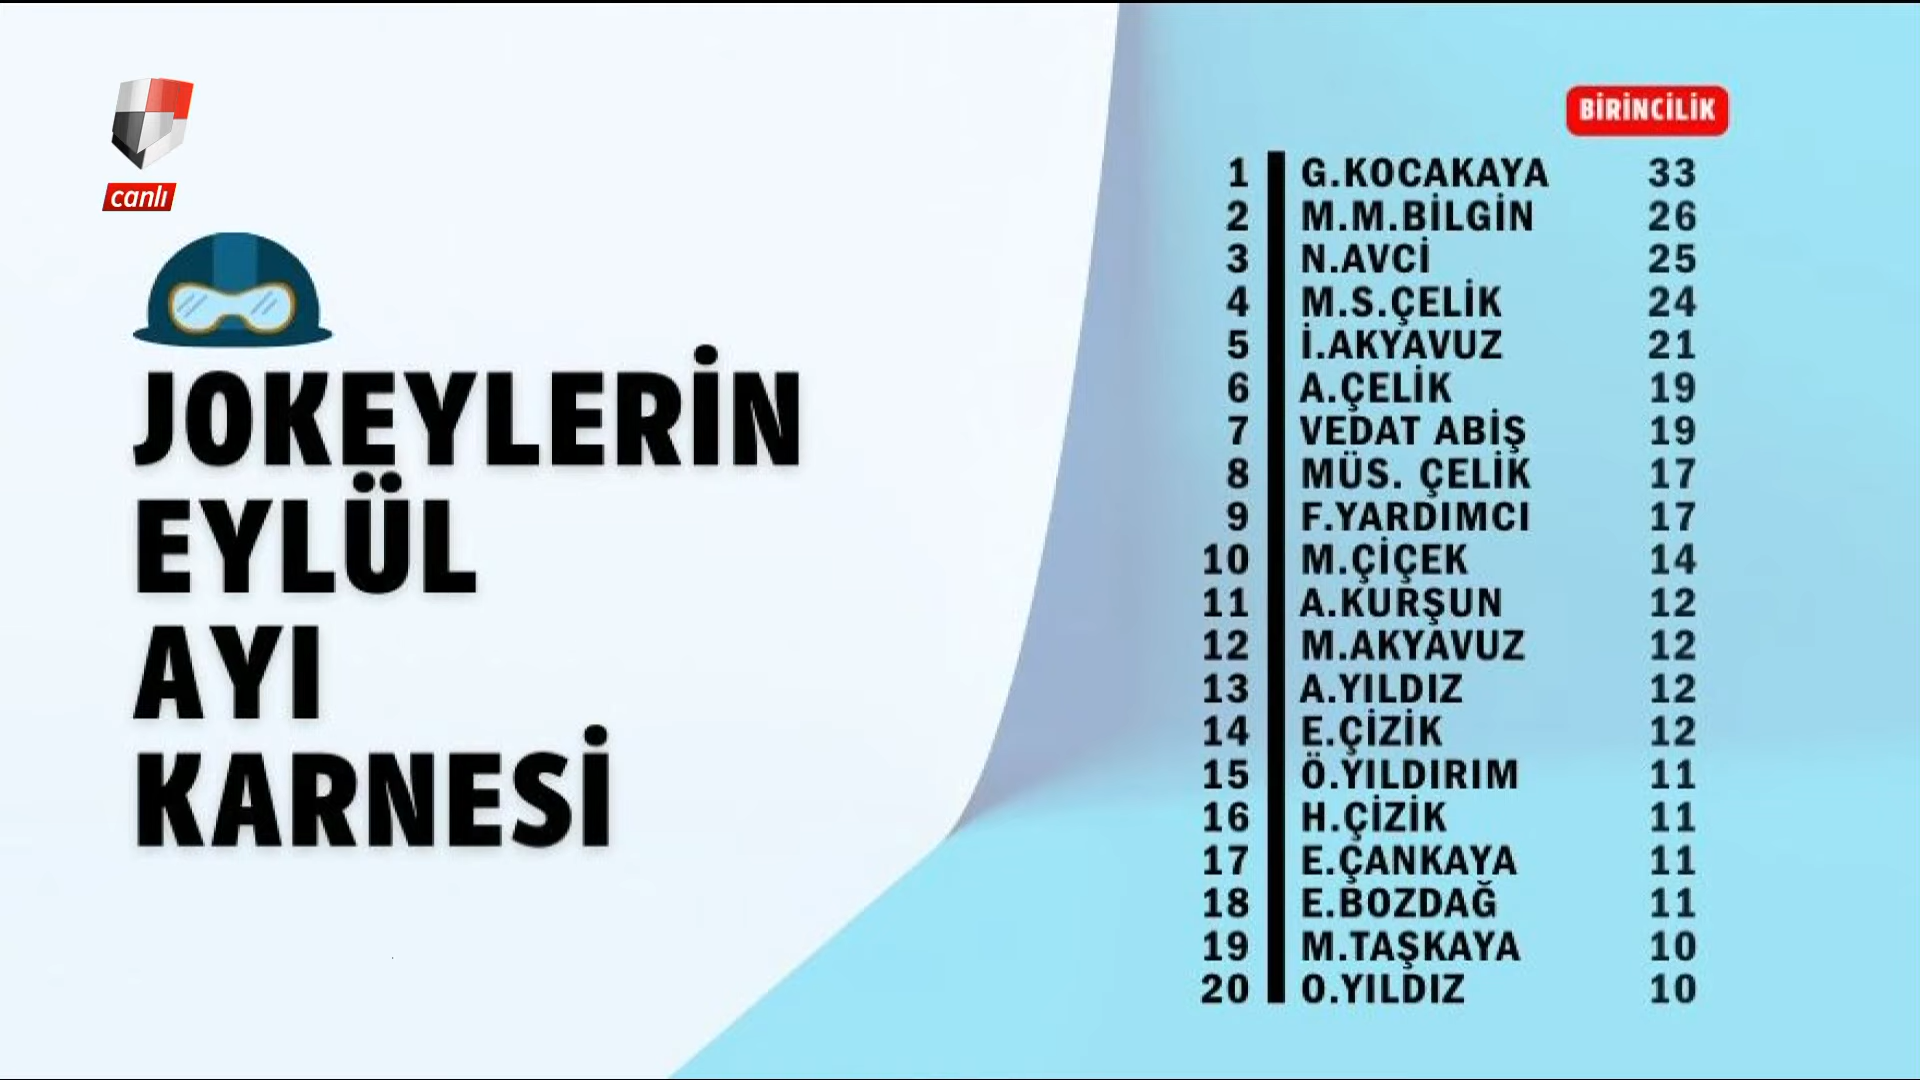 canlı
JOKEYLERİN
EYLÜL
AYI
KARNESİ
BİRİNCİLİK
1 G.KOCAKAYA 33
2 M.M.BİLGİN 26
3 N.AVCİ 25
4 M.S.ÇELİK 24
5 İ.AKYAVUZ 21
6 A.ÇELİK 19
7 VEDAT ABİŞ 19
8 MÜS. ÇELİK 17
9 F.YARDIMCI 17
10 M.ÇİÇEK 14
11 A.KURŞUN 12
12 M.AKYAVUZ 12
13 A.YILDIZ 12
14 E.ÇİZİK 12
15 Ö.YILDIRIM 11
16 H.ÇİZİK 11
17 E.ÇANKAYA 11
18 E.BOZDAĞ 11
19 M.TAŞKAYA 10
20 O.YILDIZ 10